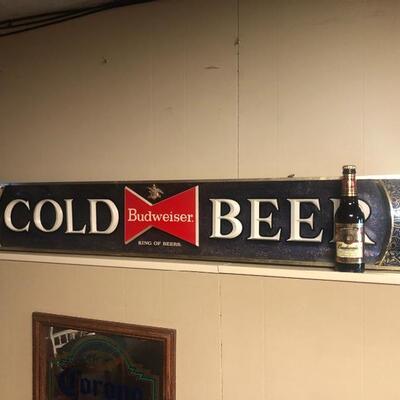 COLD Budweiser BEER
KING OF BEERS
Corona